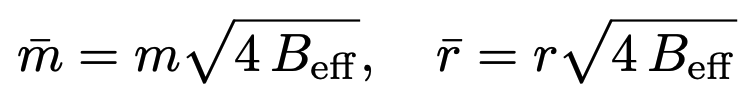 m̄ = m√(4 B_eff),   r̄ = r√(4 B_eff)